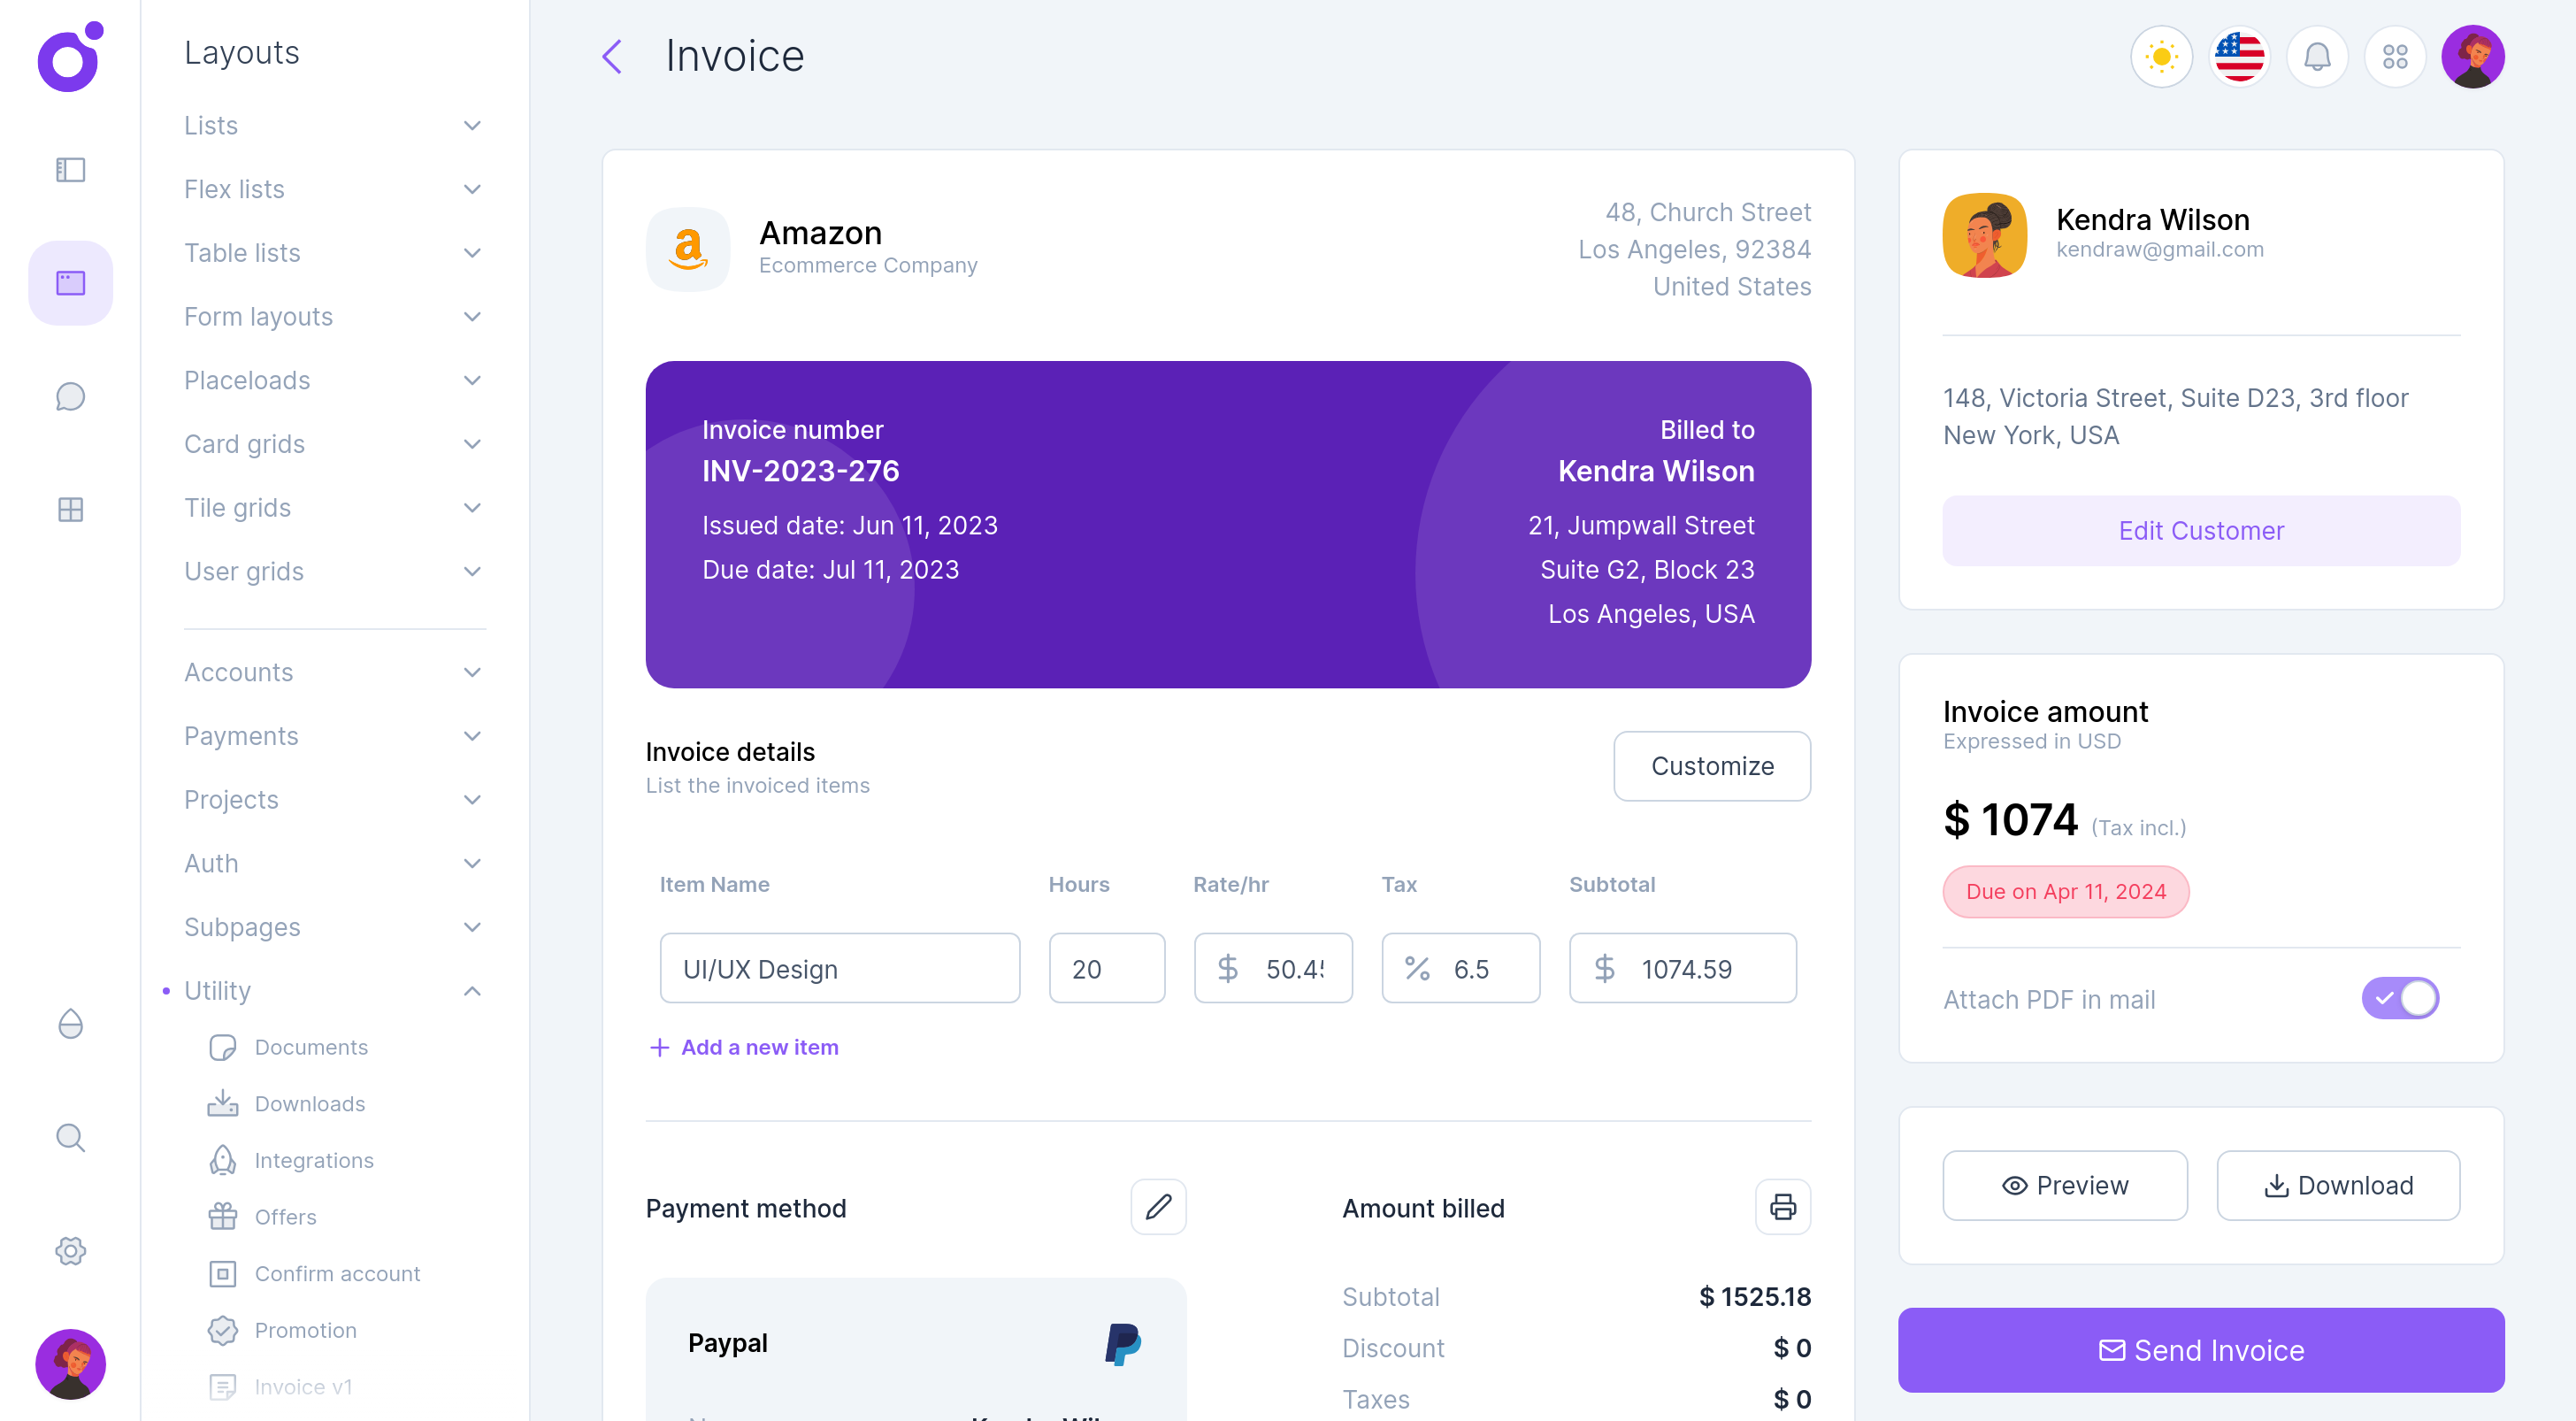 Layouts
Lists
Flex lists
Table lists
Form layouts
Placeloads
Card grids
Tile grids
User grids
Accounts
Payments
Projects
Auth
Subpages
Utility
Documents
Downloads
Integrations
Offers
Confirm account
Promotion
Invoice v1
Invoice
Amazon
Ecommerce Company
48, Church Street
Los Angeles, 92384
United States
Invoice number
INV-2023-276
Issued date: Jun 11, 2023
Due date: Jul 11, 2023
Billed to
Kendra Wilson
21, Jumpwall Street
Suite G2, Block 23
Los Angeles, USA
Invoice details
List the invoiced items
Customize
Item Name Hours Rate/hr Tax Subtotal
UI/UX Design 20 $ 50.4 % 6.5 $ 1074.59
+ Add a new item
Payment method
Paypal
Amount billed
Subtotal $ 1525.18
Discount $ 0
Taxes $ 0
Kendra Wilson
kendraw@gmail.com
148, Victoria Street, Suite D23, 3rd floor
New York, USA
Edit Customer
Invoice amount
Expressed in USD
$ 1074 (Tax incl.)
Due on Apr 11, 2024
Attach PDF in mail
Preview
Download
Send Invoice